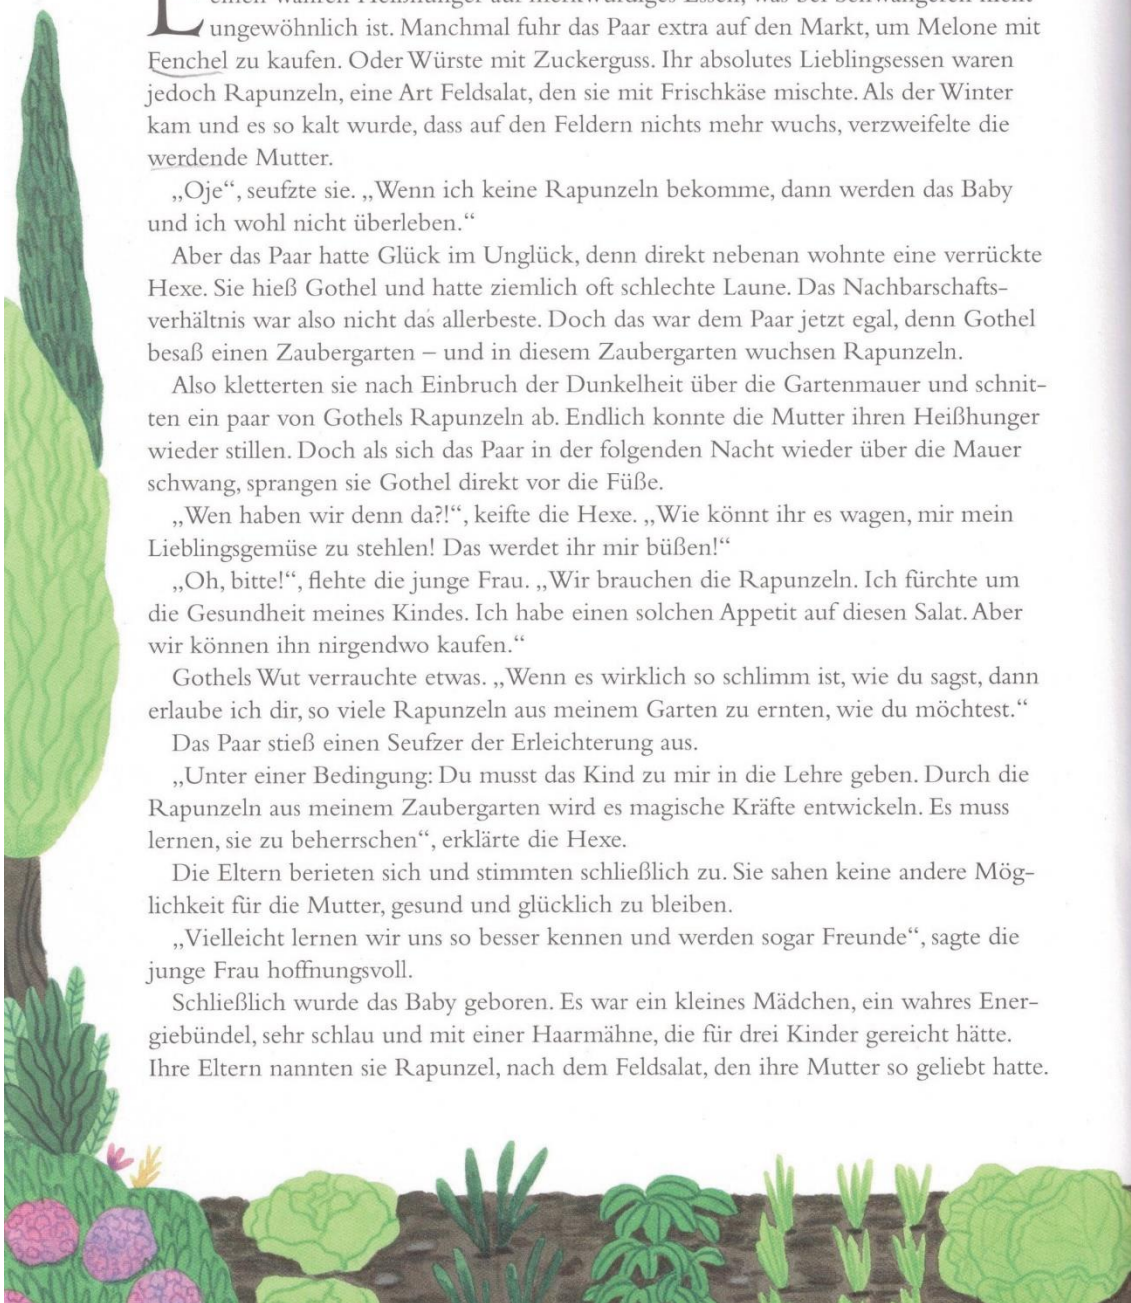 L
einen wahren Heißhunger auf merkwürdiges Essen, was bei Schwangeren nicht
ungewöhnlich ist. Manchmal fuhr das Paar extra auf den Markt, um Melone mit
Fenchel zu kaufen. Oder Würste mit Zuckerguss. Ihr absolutes Lieblingsessen waren
jedoch Rapunzeln, eine Art Feldsalat, den sie mit Frischkäse mischte. Als der Winter
kam und es so kalt wurde, dass auf den Feldern nichts mehr wuchs, verzweifelte die
werdende Mutter.
„Oje“, seufzte sie. „Wenn ich keine Rapunzeln bekomme, dann werden das Baby
und ich wohl nicht überleben.“
Aber das Paar hatte Glück im Unglück, denn direkt nebenan wohnte eine verrückte
Hexe. Sie hieß Gothel und hatte ziemlich oft schlechte Laune. Das Nachbarschafts-
verhältnis war also nicht das allerbeste. Doch das war dem Paar jetzt egal, denn Gothel
besaß einen Zaubergarten – und in diesem Zaubergarten wuchsen Rapunzeln.
Also kletterten sie nach Einbruch der Dunkelheit über die Gartenmauer und schnit-
ten ein paar von Gothels Rapunzeln ab. Endlich konnte die Mutter ihren Heißhunger
wieder stillen. Doch als sich das Paar in der folgenden Nacht wieder über die Mauer
schwang, sprangen sie Gothel direkt vor die Füße.
„Wen haben wir denn da?!“, keifte die Hexe. „Wie könnt ihr es wagen, mir mein
Lieblingsgemüse zu stehlen! Das werdet ihr mir büßen!“
„Oh, bitte!“, flehte die junge Frau. „Wir brauchen die Rapunzeln. Ich fürchte um
die Gesundheit meines Kindes. Ich habe einen solchen Appetit auf diesen Salat. Aber
wir können ihn nirgendwo kaufen.“
Gothels Wut verrauchte etwas. „Wenn es wirklich so schlimm ist, wie du sagst, dann
erlaube ich dir, so viele Rapunzeln aus meinem Garten zu ernten, wie du möchtest.“
Das Paar stieß einen Seufzer der Erleichterung aus.
„Unter einer Bedingung: Du musst das Kind zu mir in die Lehre geben. Durch die
Rapunzeln aus meinem Zaubergarten wird es magische Kräfte entwickeln. Es muss
lernen, sie zu beherrschen“, erklärte die Hexe.
Die Eltern berieten sich und stimmten schließlich zu. Sie sahen keine andere Mög-
lichkeit für die Mutter, gesund und glücklich zu bleiben.
„Vielleicht lernen wir uns so besser kennen und werden sogar Freunde“, sagte die
junge Frau hoffnungsvoll.
Schließlich wurde das Baby geboren. Es war ein kleines Mädchen, ein wahres Ener-
giebündel, sehr schlau und mit einer Haarmähne, die für drei Kinder gereicht hätte.
Ihre Eltern nannten sie Rapunzel, nach dem Feldsalat, den ihre Mutter so geliebt hatte.